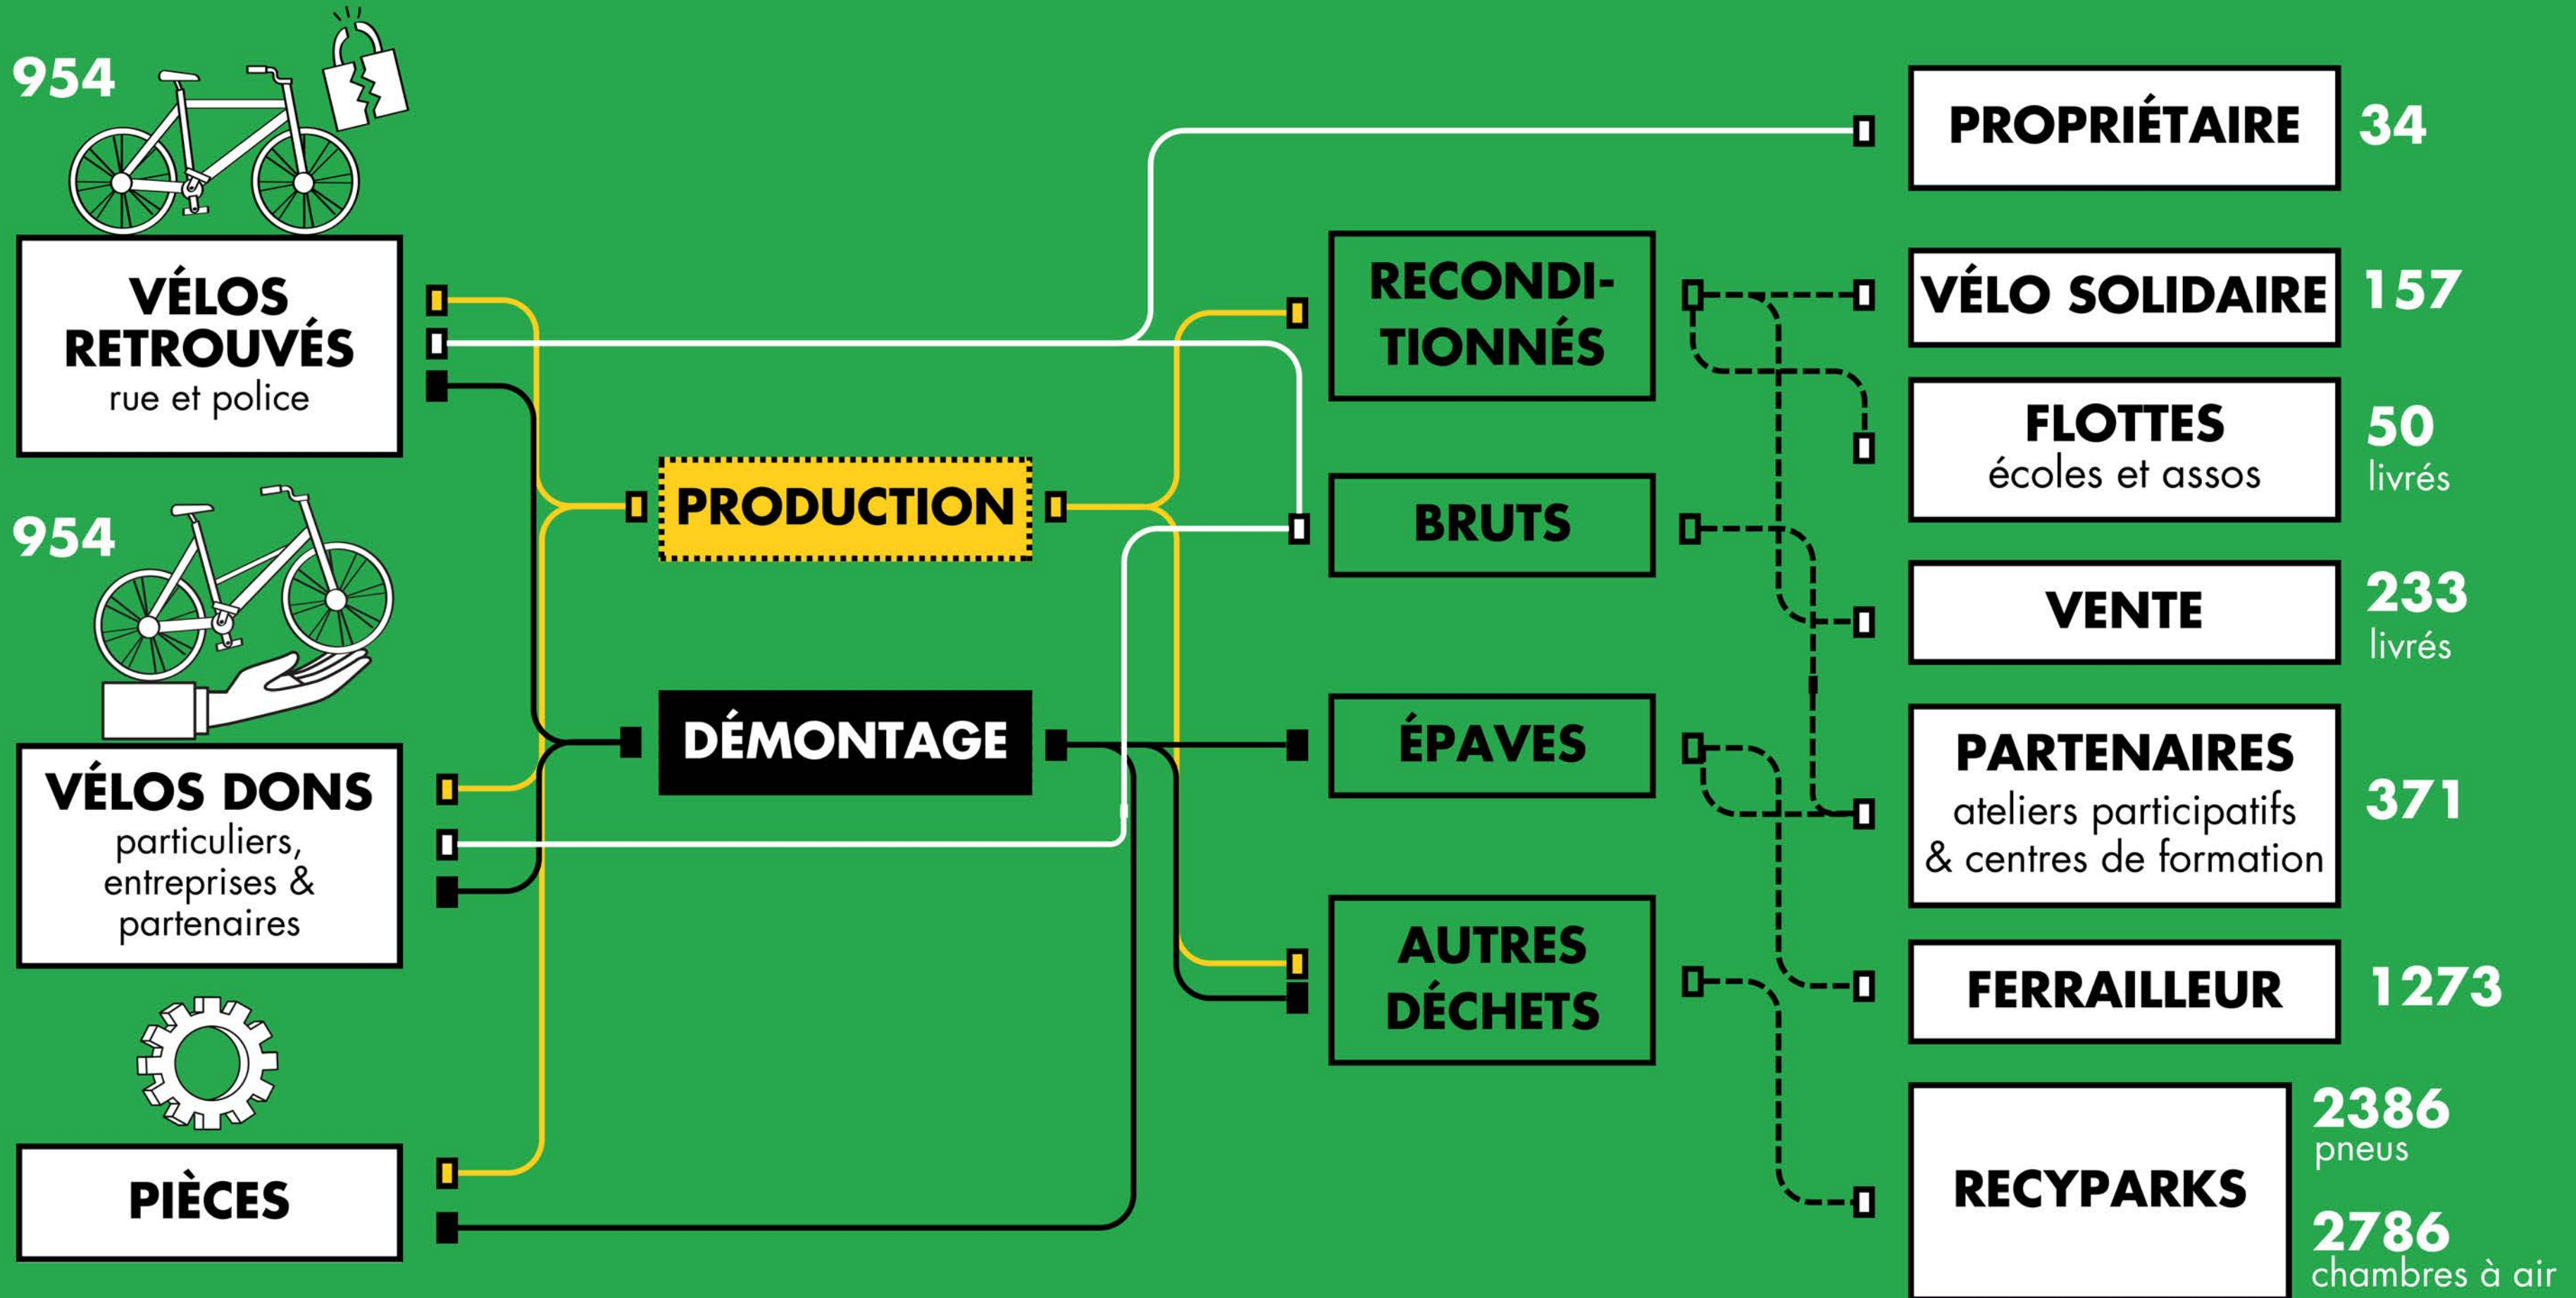 954
VÉLOS
RETROUVÉS
rue et police
954
VÉLOS DONS
particuliers,
entreprises &
partenaires
PIÈCES
PRODUCTION
DÉMONTAGE
RECONDI-
TIONNÉS
BRUTS
ÉPAVES
AUTRES
DÉCHETS
PROPRIÉTAIRE
34
VÉLO SOLIDAIRE
157
FLOTTES
écoles et assos
50
livrés
VENTE
233
livrés
PARTENAIRES
ateliers participatifs
& centres de formation
371
FERRAILLEUR
1273
RECYPARKS
2386
pneus
2786
chambres à air